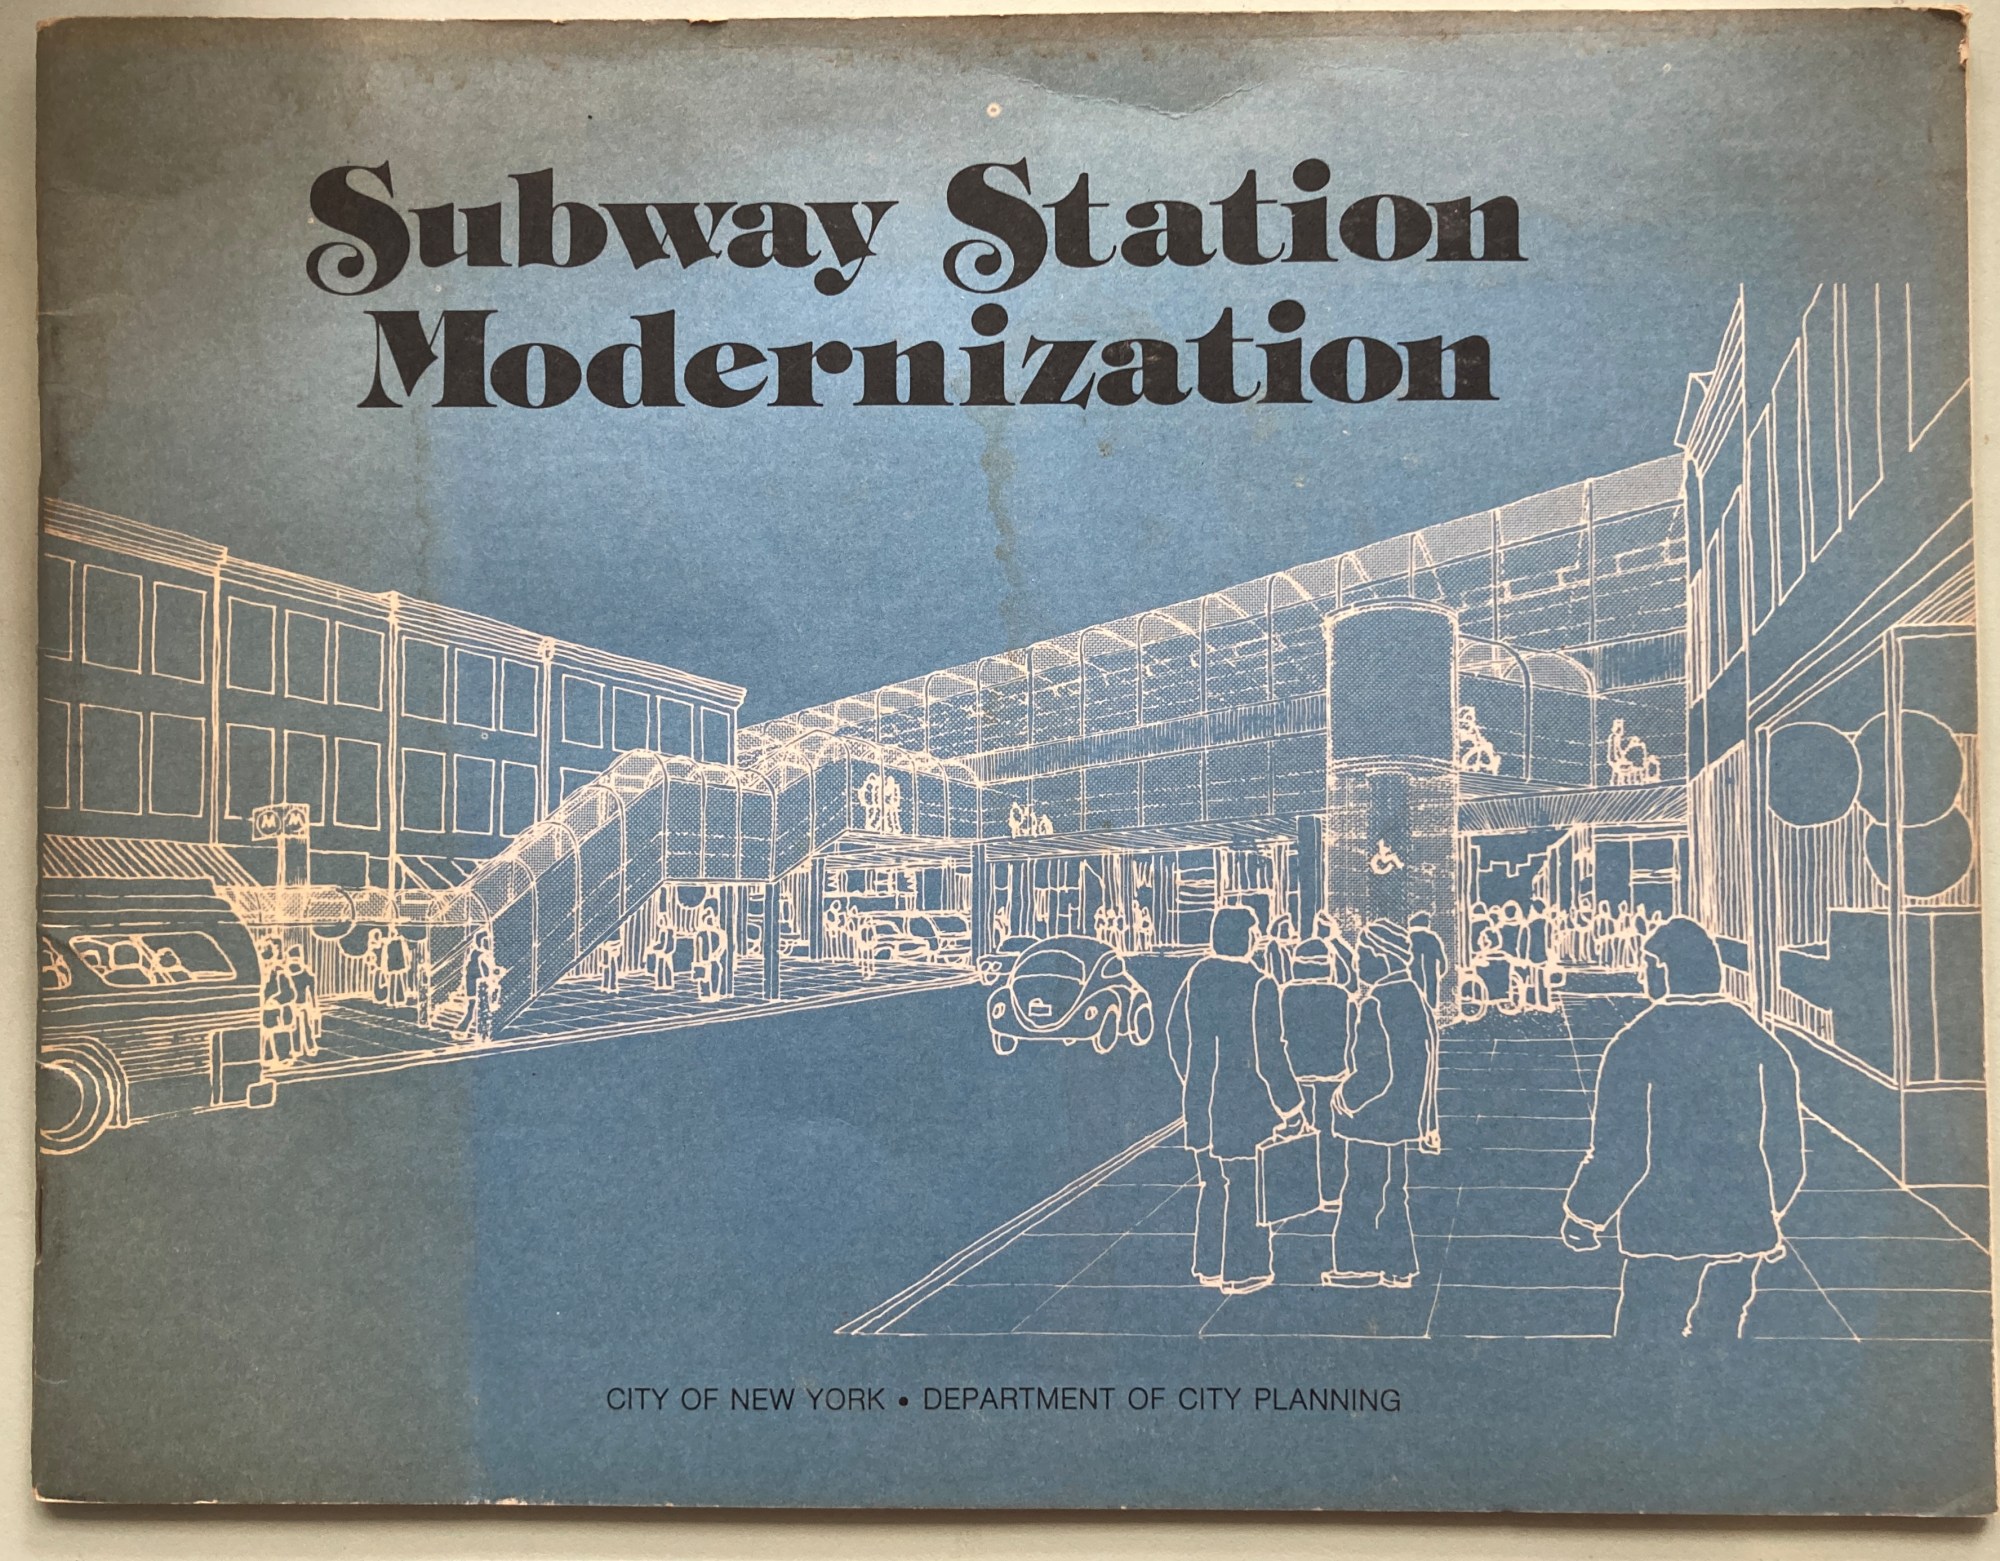 Subway Station
Modernization
M M
CITY OF NEW YORK • DEPARTMENT OF CITY PLANNING